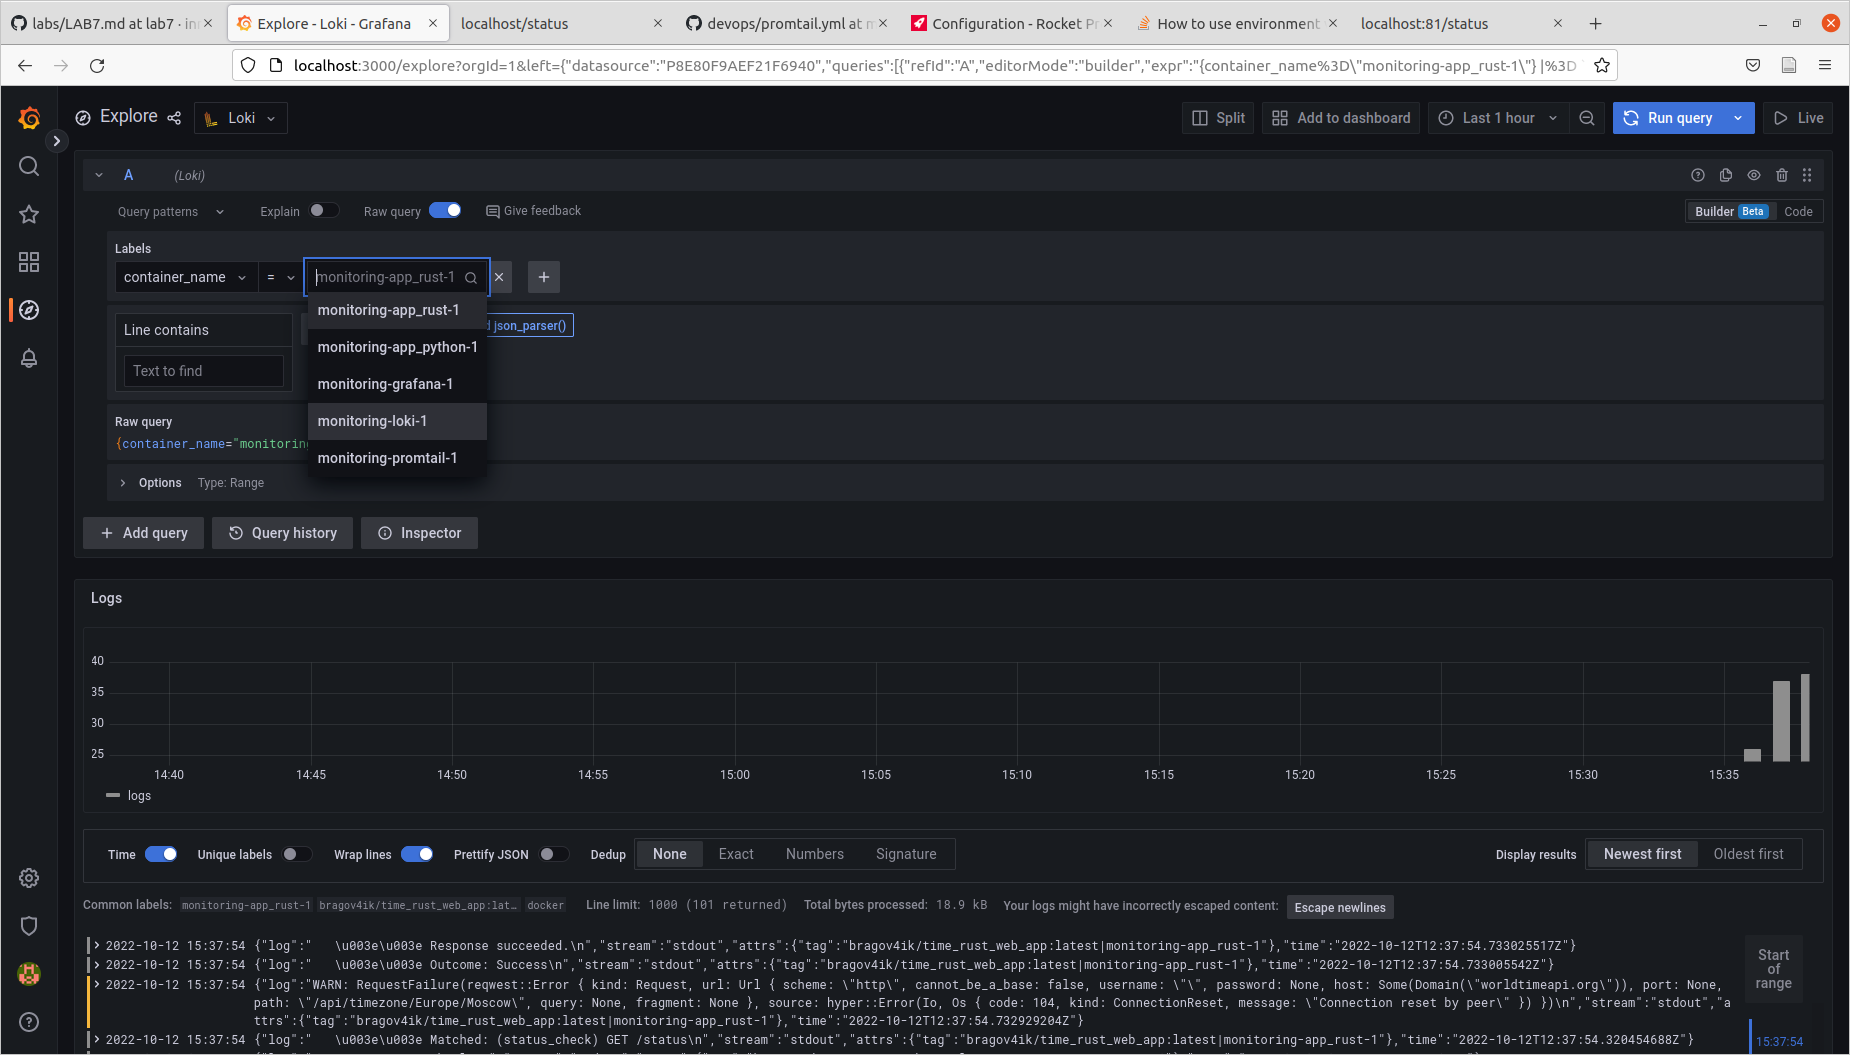 labs/LAB7.md at lab7 · in
Explore - Loki - Grafana
localhost/status
devops/promtail.yml at m
Configuration - Rocket Pr
How to use environment
localhost:81/status
localhost:3000/explore?orgId=1&left={"datasource":"P8E80F9AEF21F6940","queries":[{"refId":"A","editorMode":"builder","expr":"{container_name%3D\"monitoring-app_rust-1\"} |%3D
Explore
Loki
Split
Add to dashboard
Last 1 hour
Run query
Live
A (Loki)
Query patterns
Explain
Raw query
Give feedback
Builder Beta
Code
Labels
container_name
=
monitoring-app_rust-1
monitoring-app_rust-1
monitoring-app_python-1
monitoring-grafana-1
monitoring-loki-1
monitoring-promtail-1
Line contains
json_parser()
Text to find
Raw query
{container_name="monitoring
Options
Type: Range
Add query
Query history
Inspector
Logs
40
35
30
25
14:40 14:45 14:50 14:55 15:00 15:05 15:10 15:15 15:20 15:25 15:30 15:35
logs
Time
Unique labels
Wrap lines
Prettify JSON
Dedup
None
Exact
Numbers
Signature
Display results
Newest first
Oldest first
Common labels: monitoring-app_rust-1 bragov4ik/time_rust_web_app:lat… docker Line limit: 1000 (101 returned) Total bytes processed: 18.9 kB Your logs might have incorrectly escaped content: Escape newlines
2022-10-12 15:37:54 {"log":"   \u003e\u003e Response succeeded.\n","stream":"stdout","attrs":{"tag":"bragov4ik/time_rust_web_app:latest|monitoring-app_rust-1"},"time":"2022-10-12T12:37:54.733025517Z"}
2022-10-12 15:37:54 {"log":"   \u003e\u003e Outcome: Success\n","stream":"stdout","attrs":{"tag":"bragov4ik/time_rust_web_app:latest|monitoring-app_rust-1"},"time":"2022-10-12T12:37:54.733005542Z"}
2022-10-12 15:37:54 {"log":"WARN: RequestFailure(reqwest::Error { kind: Request, url: Url { scheme: \"http\", cannot_be_a_base: false, username: \"\", password: None, host: Some(Domain(\"worldtimeapi.org\")), port: None,
path: \"/api/timezone/Europe/Moscow\", query: None, fragment: None }, source: hyper::Error(Io, Os { code: 104, kind: ConnectionReset, message: \"Connection reset by peer\" }) })\n","stream":"stdout","a
ttrs":{"tag":"bragov4ik/time_rust_web_app:latest|monitoring-app_rust-1"},"time":"2022-10-12T12:37:54.732929204Z"}
2022-10-12 15:37:54 {"log":"   \u003e\u003e Matched: (status_check) GET /status\n","stream":"stdout","attrs":{"tag":"bragov4ik/time_rust_web_app:latest|monitoring-app_rust-1"},"time":"2022-10-12T12:37:54.320454688Z"}
Start
of
range
15:37:54